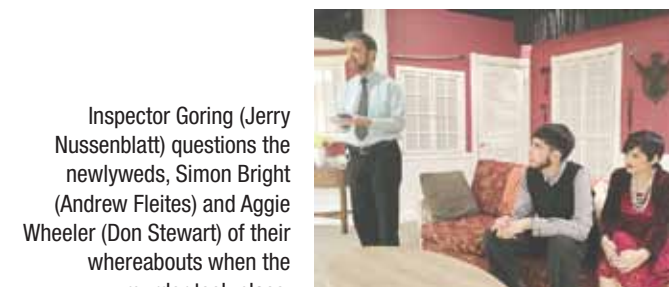 Inspector Goring (Jerry
Nussenblatt) questions the
newlyweds, Simon Bright
(Andrew Fleites) and Aggie
Wheeler (Don Stewart) of their
whereabouts when the